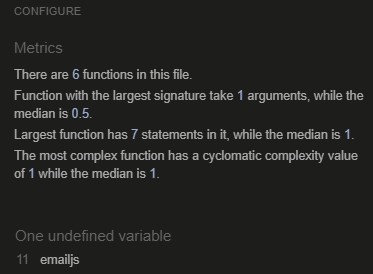 CONFIGURE
Metrics
There are 6 functions in this file.
Function with the largest signature take 1 arguments, while the
median is 0.5.
Largest function has 7 statements in it, while the median is 1.
The most complex function has a cyclomatic complexity value
of 1 while the median is 1.
One undefined variable
11 emailjs